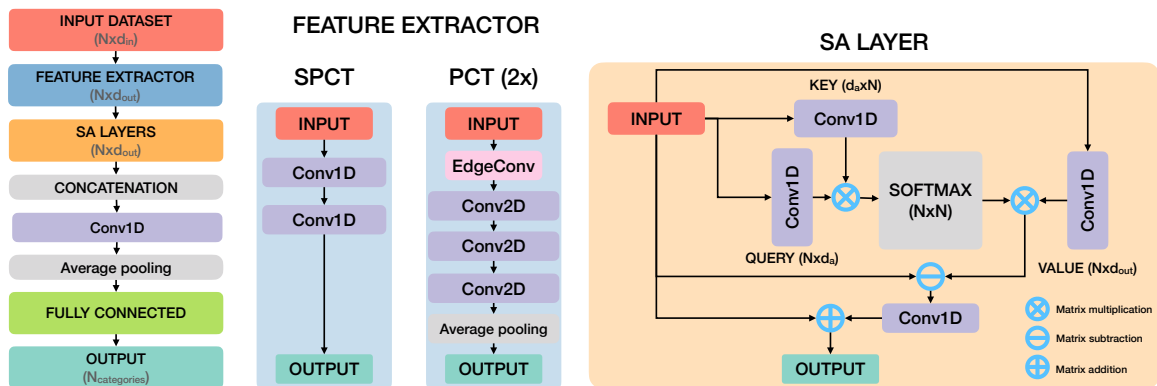 INPUT DATASET
(Nxdin)
FEATURE EXTRACTOR
(Nxdout)
SA LAYERS
(Nxdout)
CONCATENATION
Conv1D
Average pooling
FULLY CONNECTED
OUTPUT
(Ncategories)
FEATURE EXTRACTOR
SPCT
INPUT
Conv1D
Conv1D
OUTPUT
PCT (2x)
INPUT
EdgeConv
Conv2D
Conv2D
Conv2D
Average pooling
OUTPUT
SA LAYER
KEY (daxN)
INPUT
Conv1D
Conv1D
SOFTMAX
(NxN)
Conv1D
QUERY (Nxda)
VALUE (Nxdout)
Conv1D
OUTPUT
Matrix multiplication
Matrix subtraction
Matrix addition